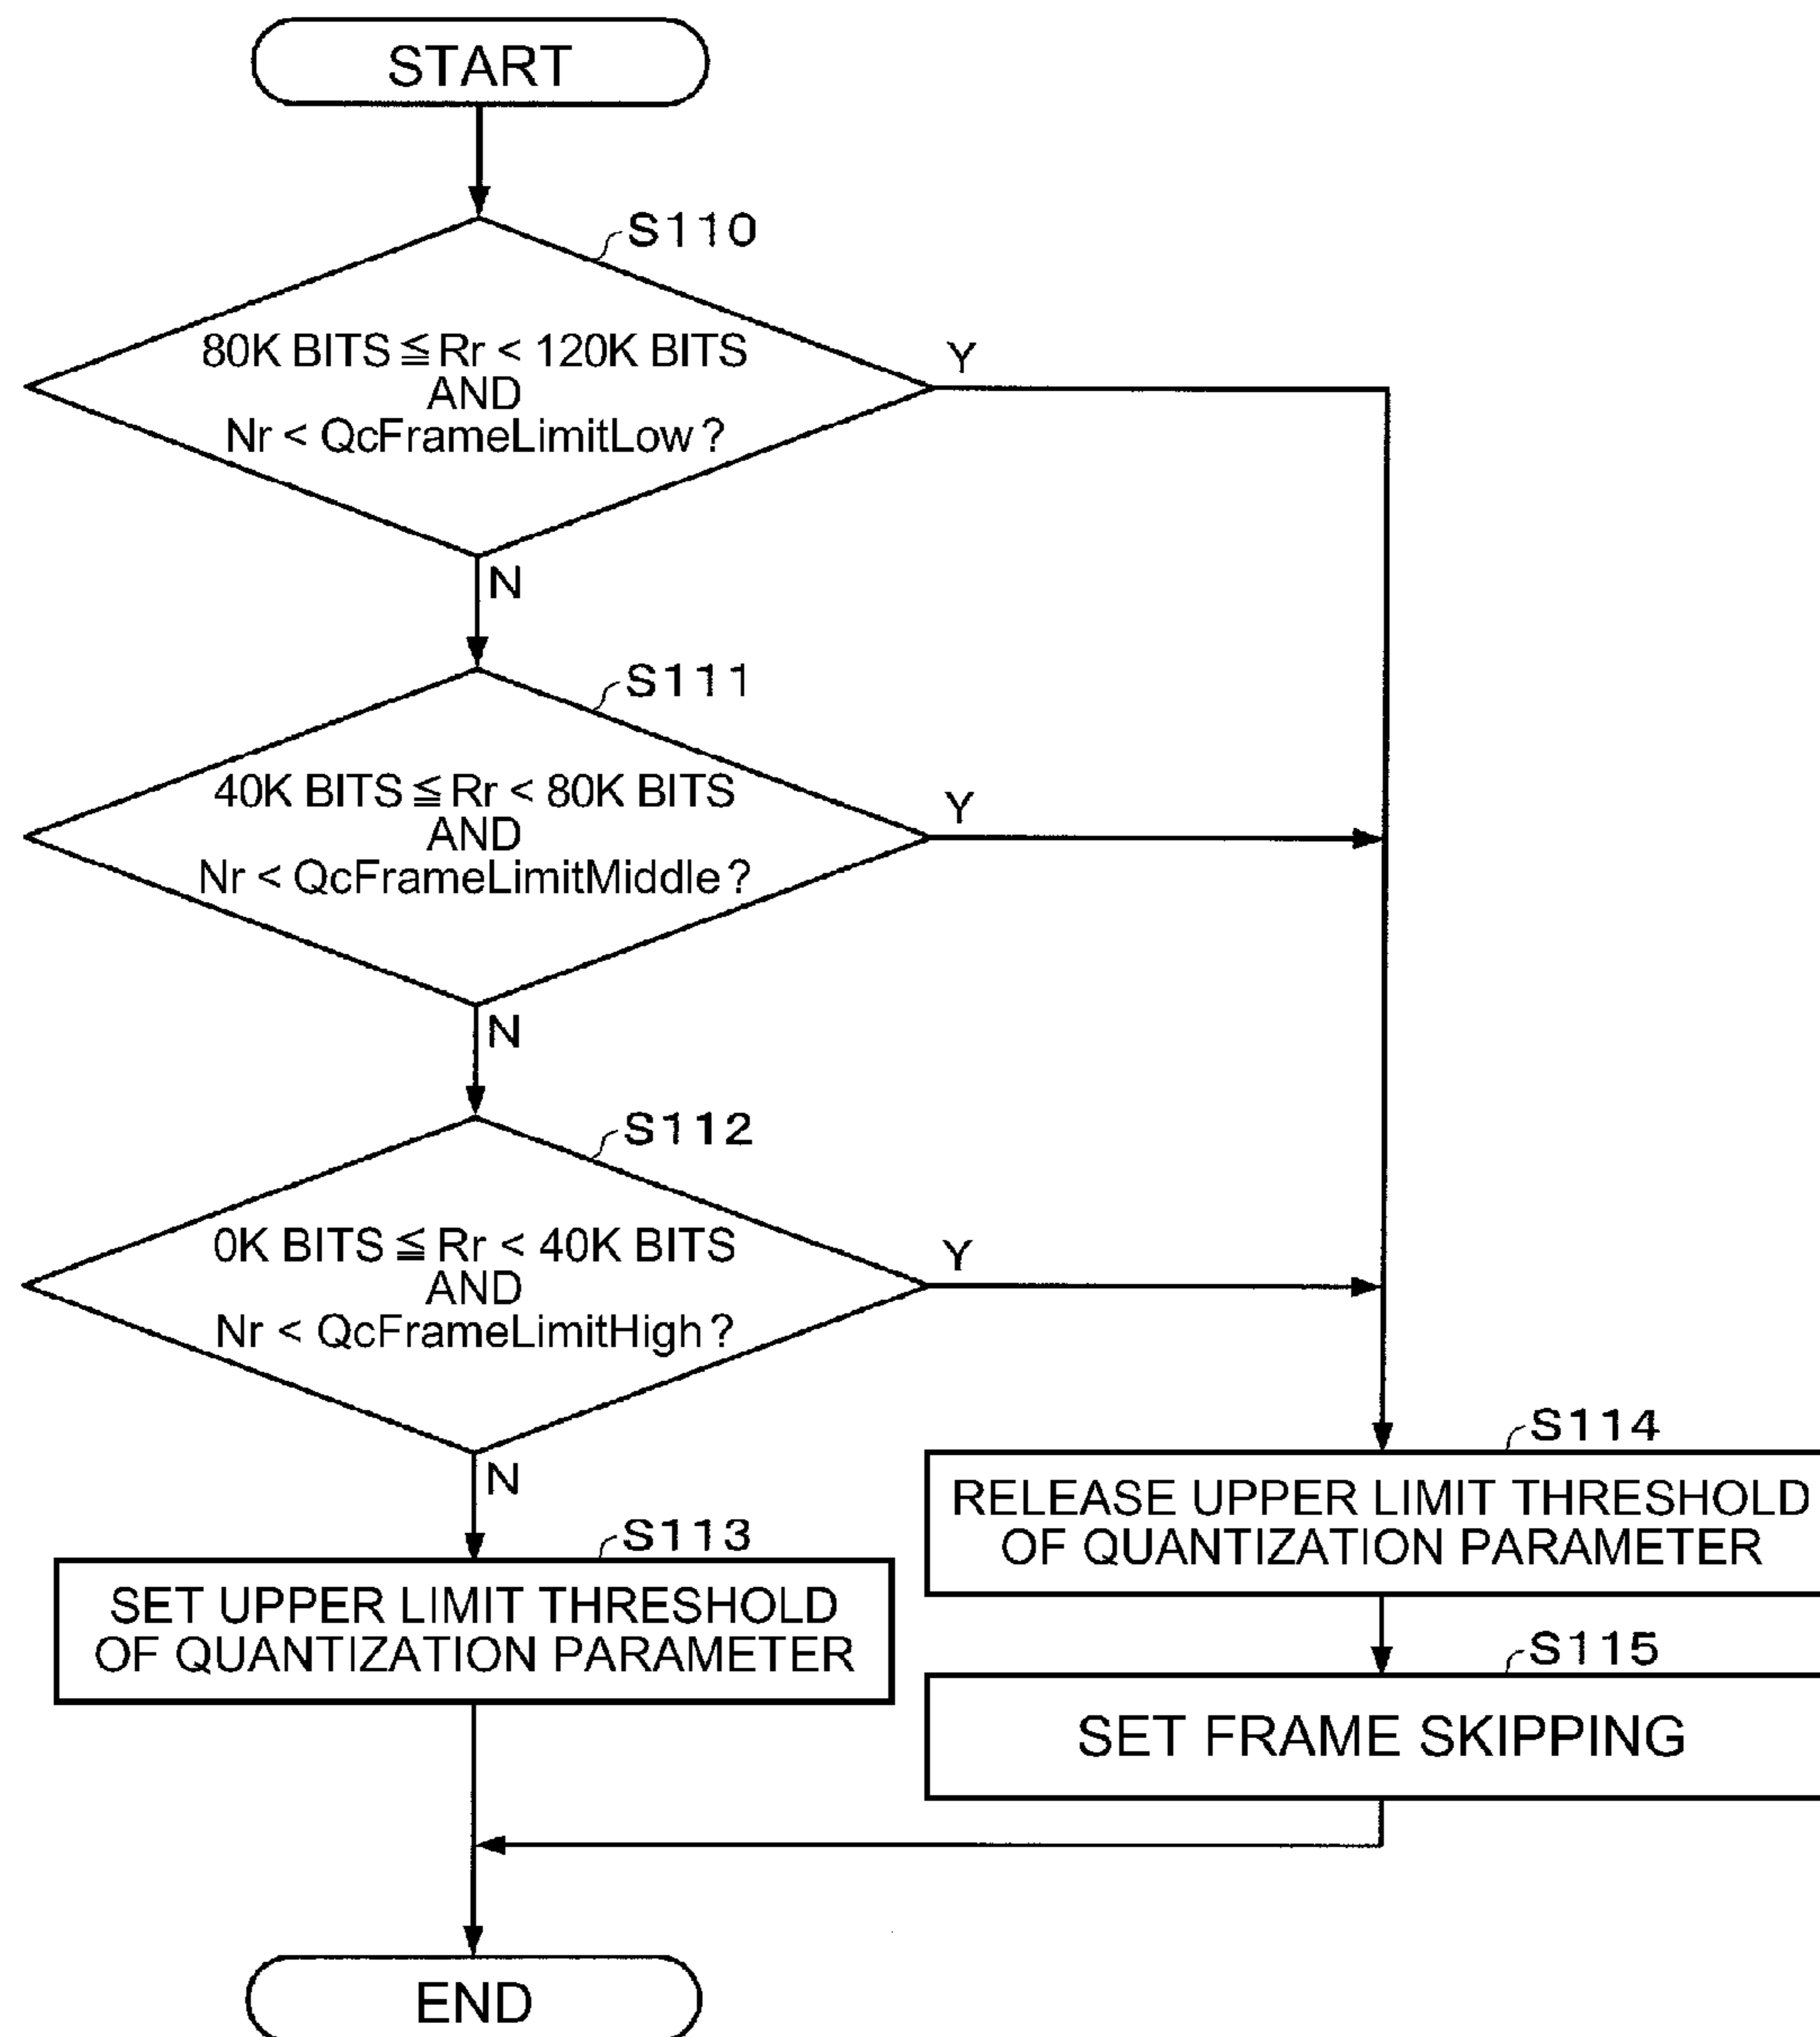 START
S110
80K BITS ≦ Rr < 120K BITS
AND
Nr < QcFrameLimitLow ?
Y
N
S111
40K BITS ≦ Rr < 80K BITS
AND
Nr < QcFrameLimitMiddle ?
Y
N
S112
0K BITS ≦ Rr < 40K BITS
AND
Nr < QcFrameLimitHigh ?
Y
N
S113
SET UPPER LIMIT THRESHOLD
OF QUANTIZATION PARAMETER
S114
RELEASE UPPER LIMIT THRESHOLD
OF QUANTIZATION PARAMETER
S115
SET FRAME SKIPPING
END